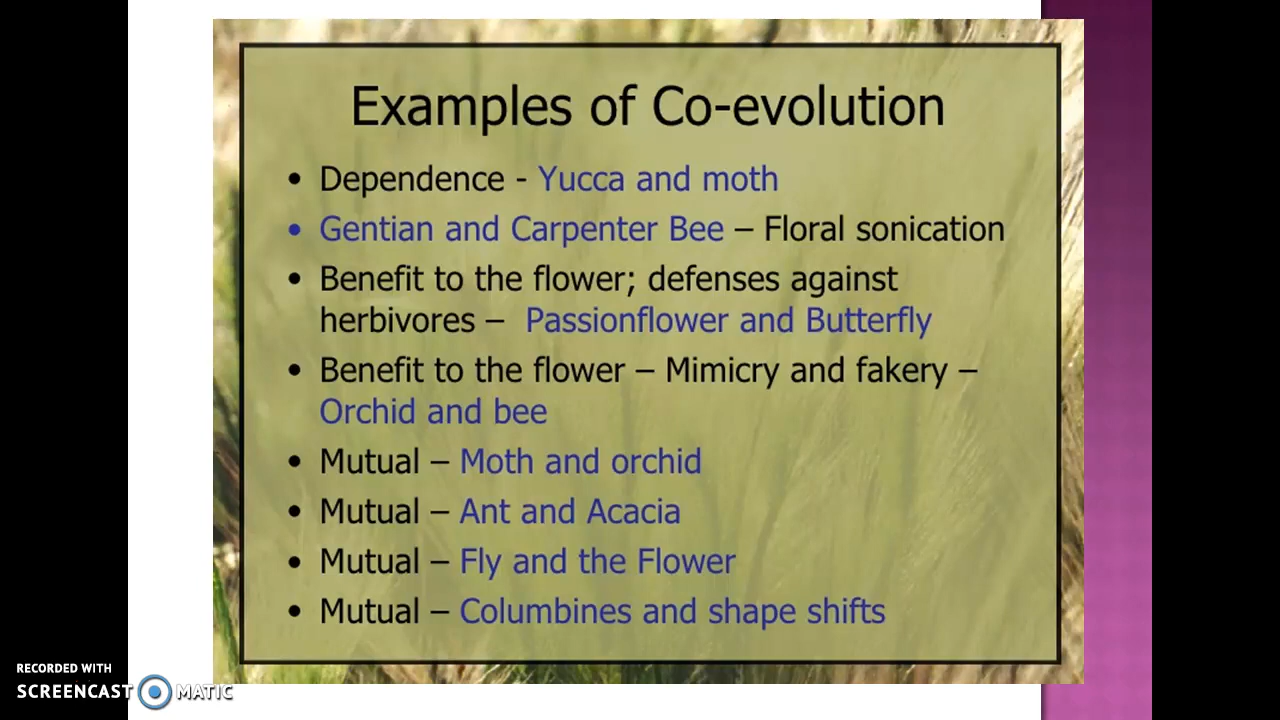 Examples of Co-evolution
• Dependence - Yucca and moth
• Gentian and Carpenter Bee – Floral sonication
• Benefit to the flower; defenses against
herbivores – Passionflower and Butterfly
• Benefit to the flower – Mimicry and fakery –
Orchid and bee
• Mutual – Moth and orchid
• Mutual – Ant and Acacia
• Mutual – Fly and the Flower
• Mutual – Columbines and shape shifts
RECORDED WITH
SCREENCAST MATIC